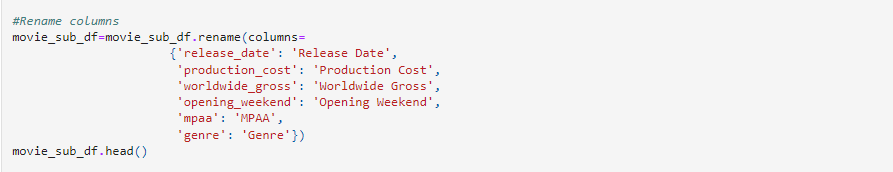 #Rename columns
movie_sub_df=movie_sub_df.rename(columns=
{'release_date': 'Release Date',
'production_cost': 'Production Cost',
'worldwide_gross': 'Worldwide Gross',
'opening_weekend': 'Opening Weekend',
'mpaa': 'MPAA',
'genre': 'Genre'})
movie_sub_df.head()